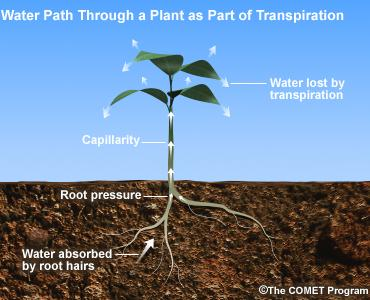 Water Path Through a Plant as Part of Transpiration
Water lost by
transpiration
Capillarity
Root pressure
Water absorbed
by root hairs
©The COMET Program